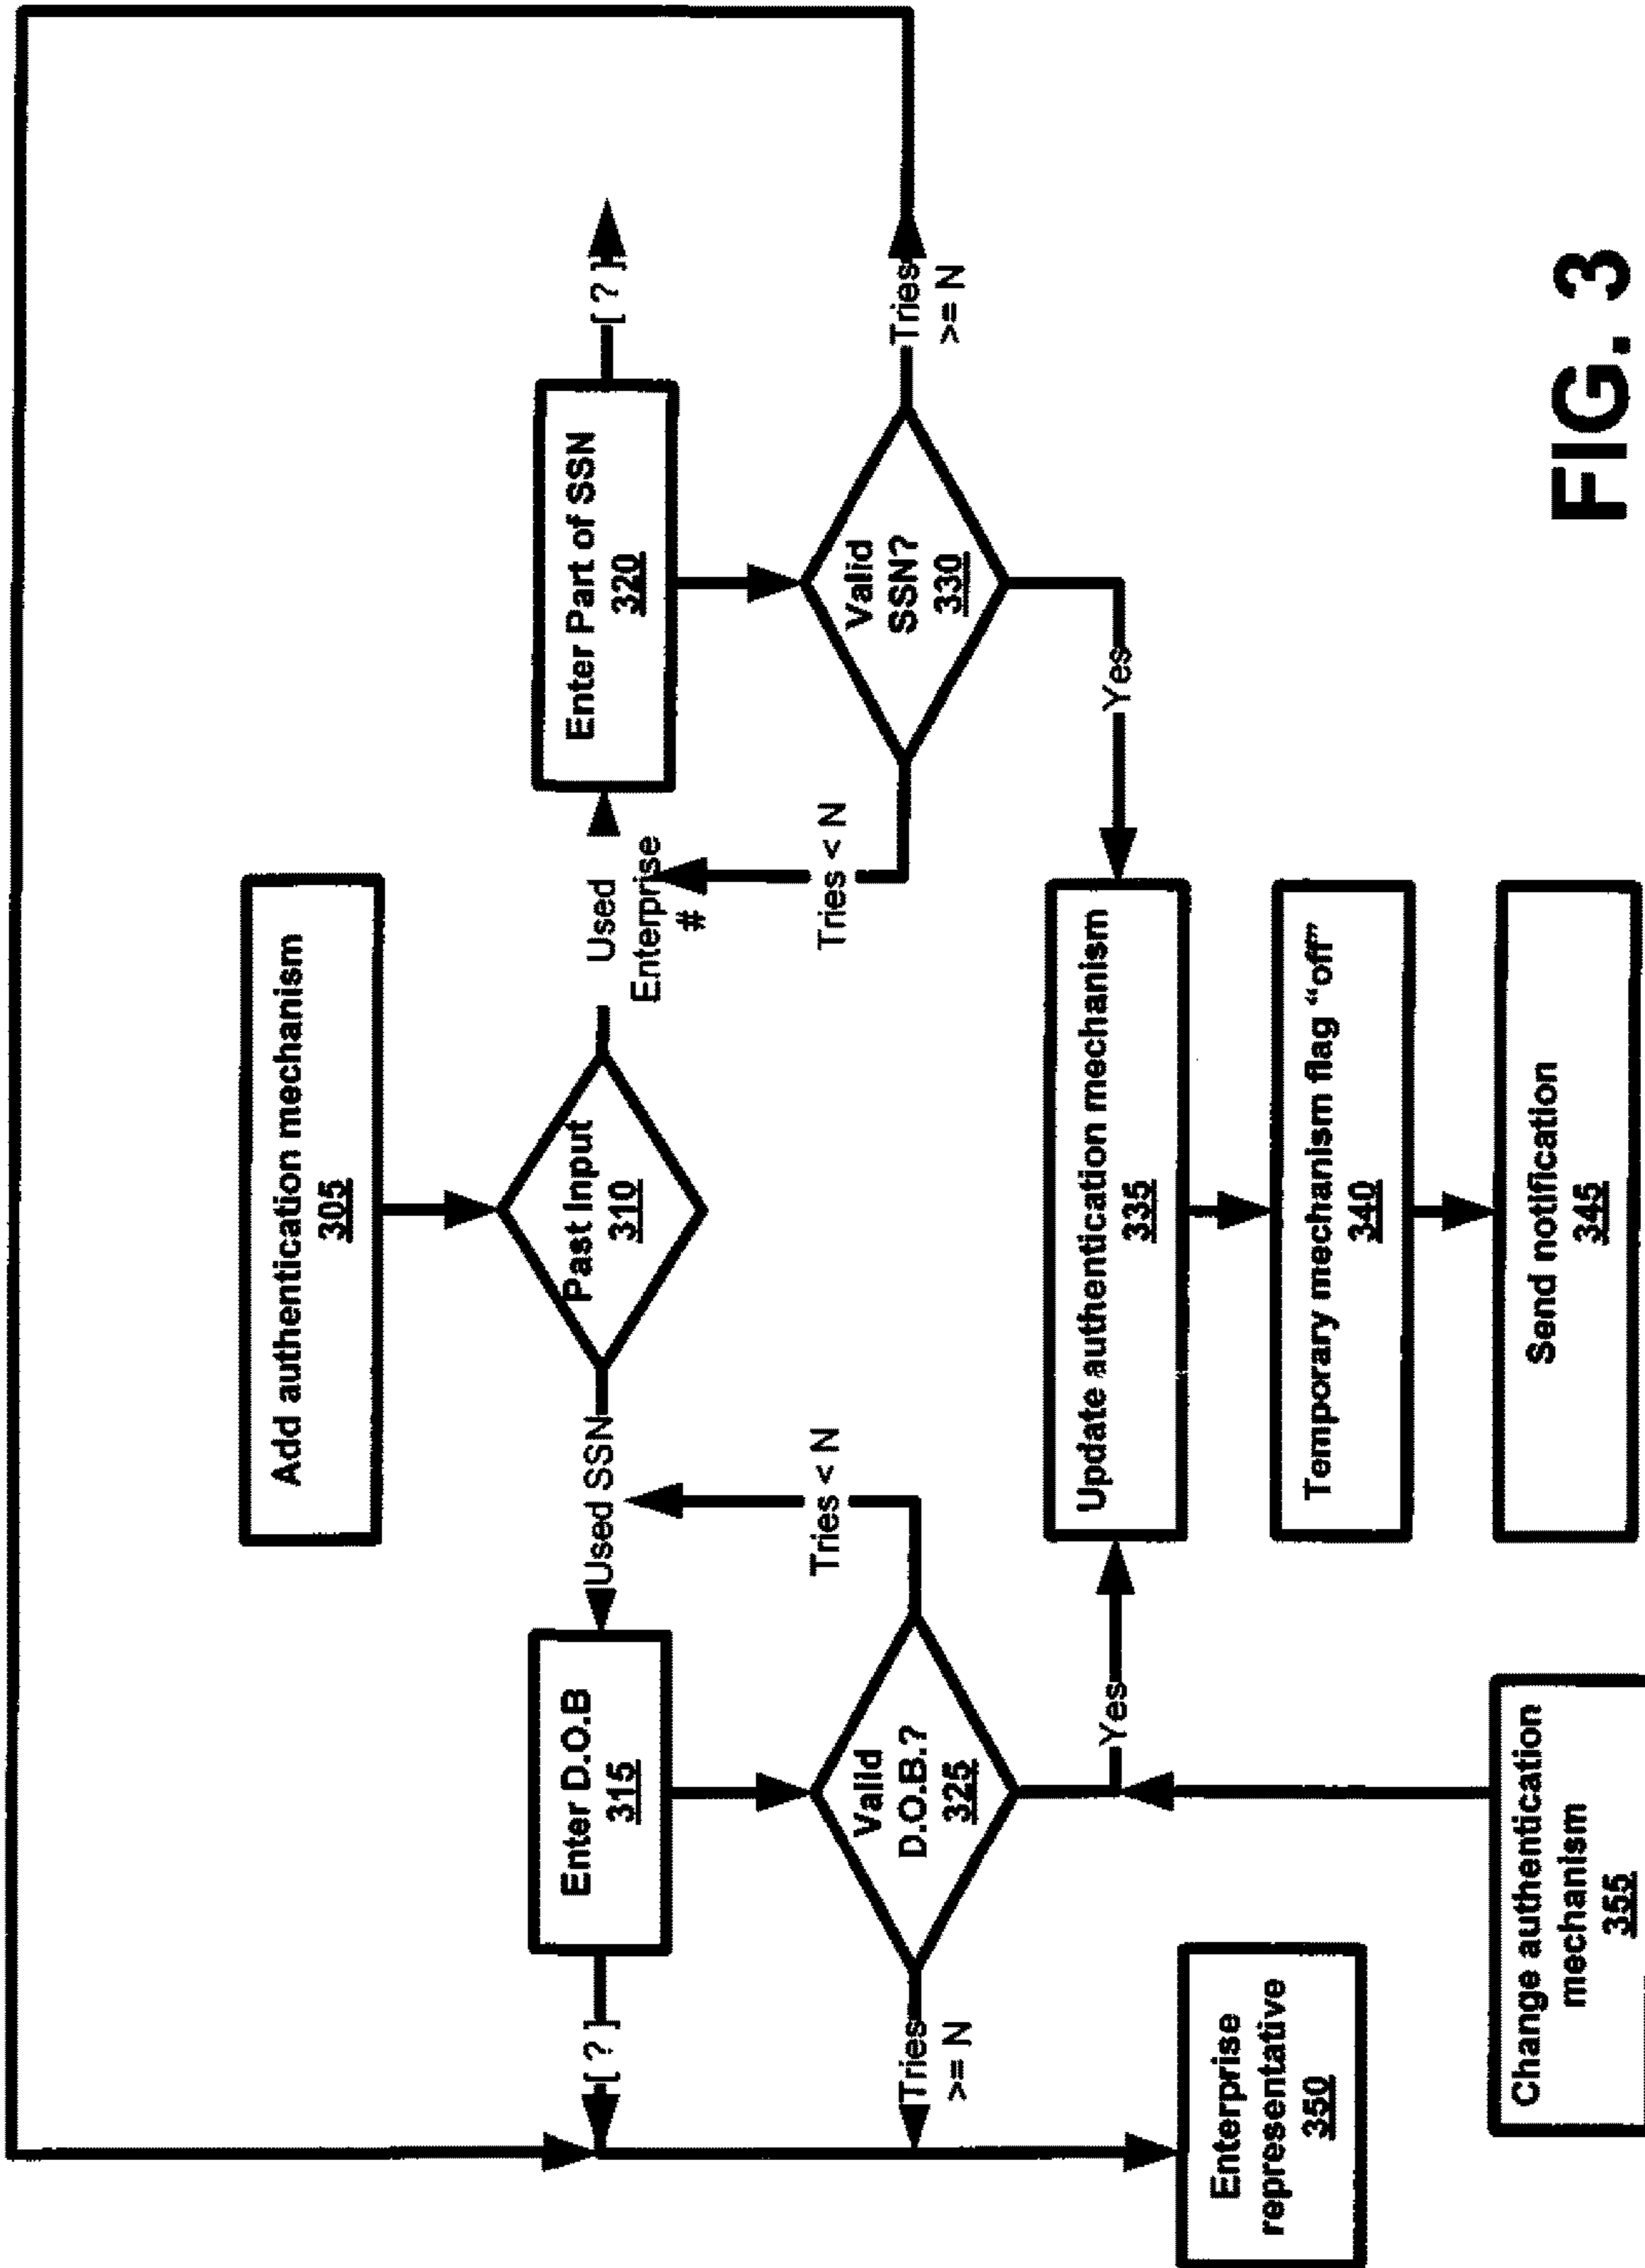 Add authentication mechanism
305
Past Input
310
Used SSN
Used
Enterprise
#
Enter D.O.B
315
Enter Part of SSN
320
[ ? ]
[ ? ]
Tries < N
Tries < N
Valid
D.O.B.?
325
Valid
SSN?
330
Tries
>= N
Tries
>= N
Yes
Yes
Update authentication mechanism
335
Temporary mechanism flag “off”
340
Send notification
345
Enterprise
representative
350
Change authentication
mechanism
355
FIG. 3